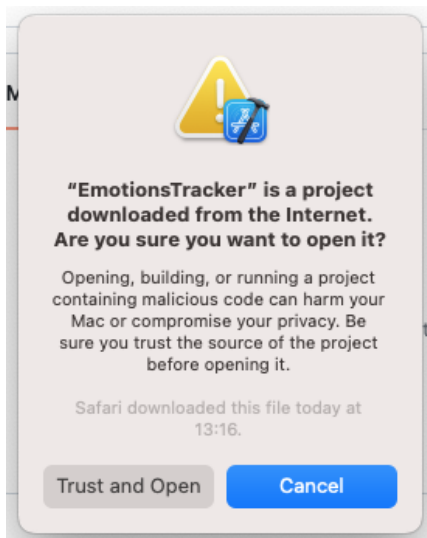 “EmotionsTracker” is a project
downloaded from the Internet.
Are you sure you want to open it?
Opening, building, or running a project
containing malicious code can harm your
Mac or compromise your privacy. Be
sure you trust the source of the project
before opening it.
Safari downloaded this file today at
13:16.
Trust and Open
Cancel